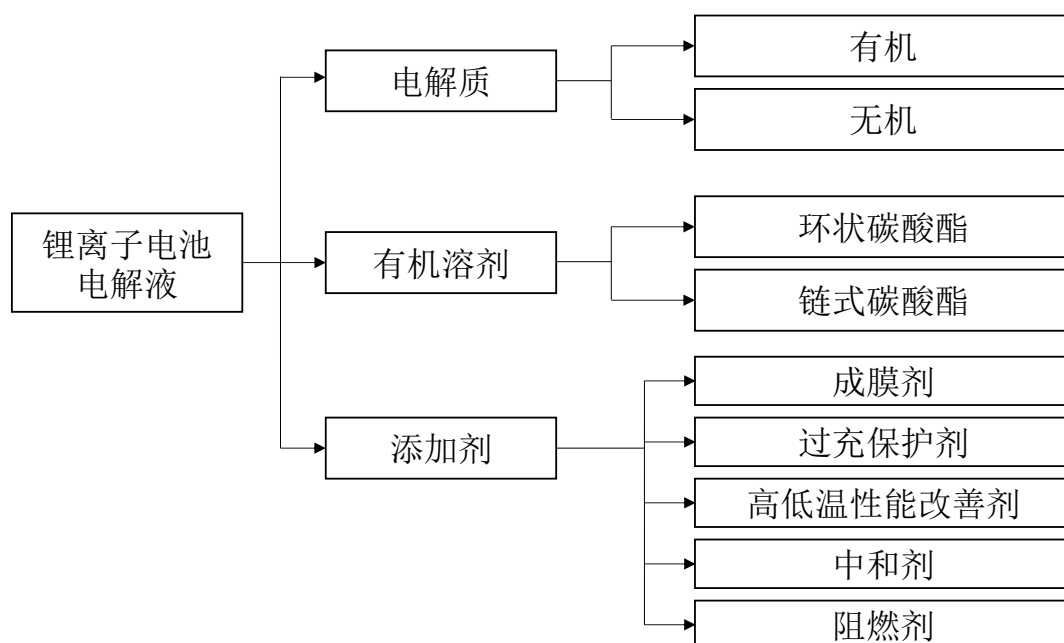 锂离子电池
电解液
电解质
有机
无机
有机溶剂
环状碳酸酯
链式碳酸酯
添加剂
成膜剂
过充保护剂
高低温性能改善剂
中和剂
阻燃剂